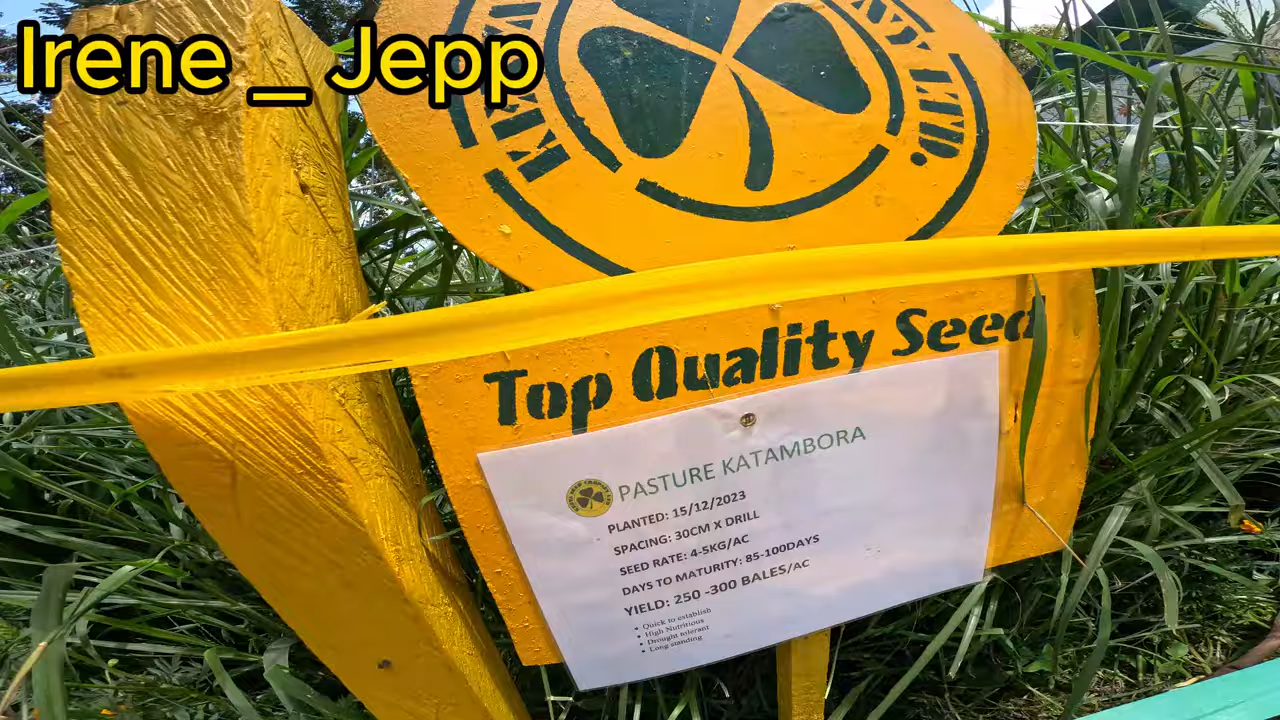 Irene _ Jepp
NY LTD.
Top Quality Seed
PASTURE KATAMBORA
PLANTED: 15/12/2023
SPACING: 30CM X DRILL
SEED RATE: 4-5KG/AC
DAYS TO MATURITY: 85-100DAYS
YIELD: 250 -300 BALES/AC
• Quick to establish
• High Nutritious
• Drought tolerant
• Long standing